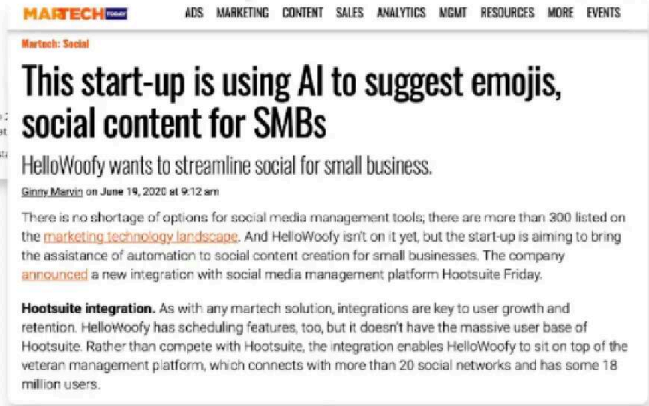 MARTECH TODAY
ADS MARKETING CONTENT SALES ANALYTICS MGMT RESOURCES MORE EVENTS
Martech: Social
This start-up is using AI to suggest emojis,
social content for SMBs
HelloWoofy wants to streamline social for small business.
Ginny Marvin on June 19, 2020 at 9:12 am
There is no shortage of options for social media management tools; there are more than 300 listed on
the marketing technology landscape. And HelloWoofy isn't on it yet, but the start-up is aiming to bring
the assistance of automation to social content creation for small businesses. The company
announced a new integration with social media management platform Hootsuite Friday.
Hootsuite integration. As with any martech solution, integrations are key to user growth and
retention. HelloWoofy has scheduling features, too, but it doesn't have the massive user base of
Hootsuite. Rather than compete with Hootsuite, the integration enables HelloWoofy to sit on top of the
veteran management platform, which connects with more than 20 social networks and has some 18
million users.